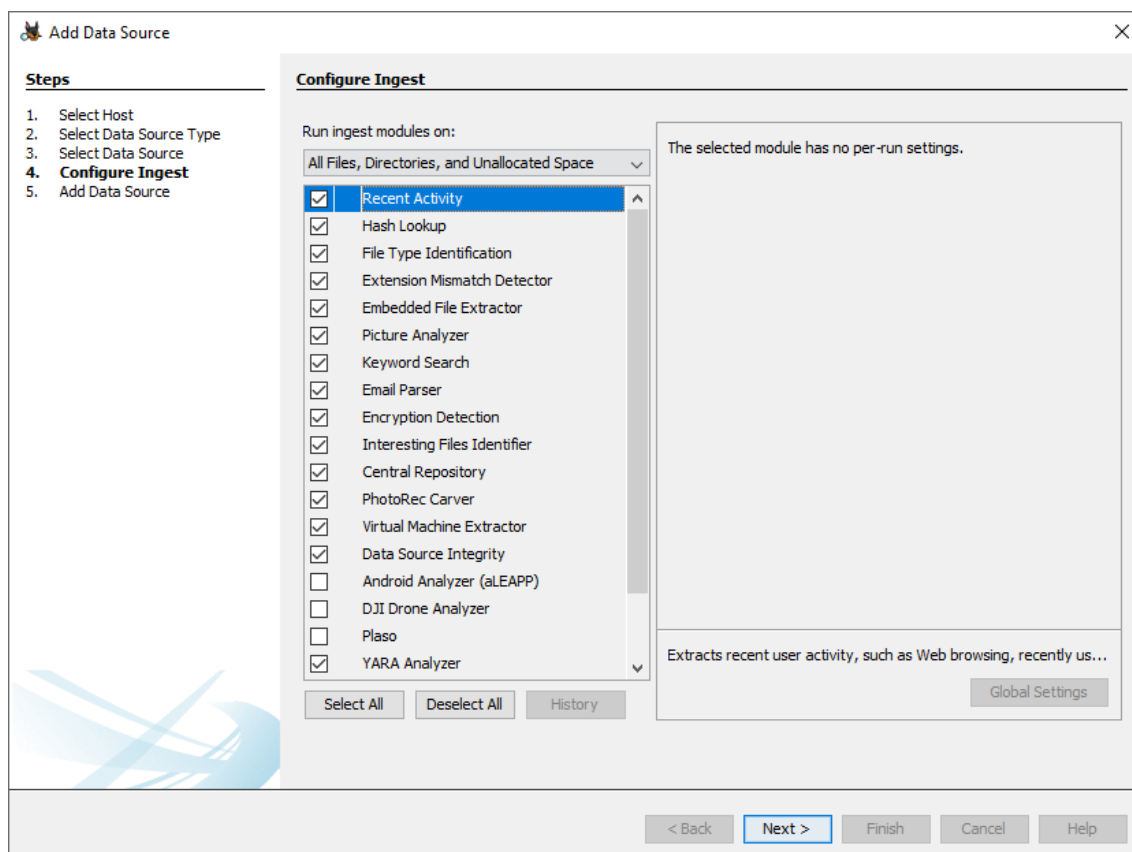 Add Data Source
Steps
1. Select Host
2. Select Data Source Type
3. Select Data Source
4. Configure Ingest
5. Add Data Source
Configure Ingest
Run ingest modules on:
All Files, Directories, and Unallocated Space
Recent Activity
Hash Lookup
File Type Identification
Extension Mismatch Detector
Embedded File Extractor
Picture Analyzer
Keyword Search
Email Parser
Encryption Detection
Interesting Files Identifier
Central Repository
PhotoRec Carver
Virtual Machine Extractor
Data Source Integrity
Android Analyzer (aLEAPP)
DJI Drone Analyzer
Plaso
YARA Analyzer
Select All
Deselect All
History
The selected module has no per-run settings.
Extracts recent user activity, such as Web browsing, recently us...
Global Settings
< Back
Next >
Finish
Cancel
Help